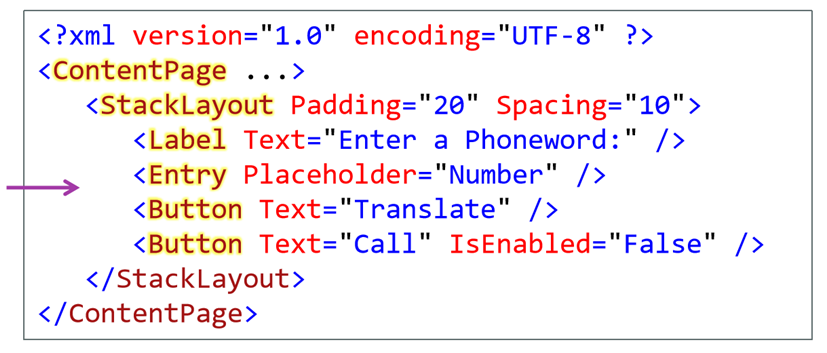 <?xml version="1.0" encoding="UTF-8" ?>
<ContentPage ...>
<StackLayout Padding="20" Spacing="10">
<Label Text="Enter a Phoneword:" />
<Entry Placeholder="Number" />
<Button Text="Translate" />
<Button Text="Call" IsEnabled="False" />
</StackLayout>
</ContentPage>